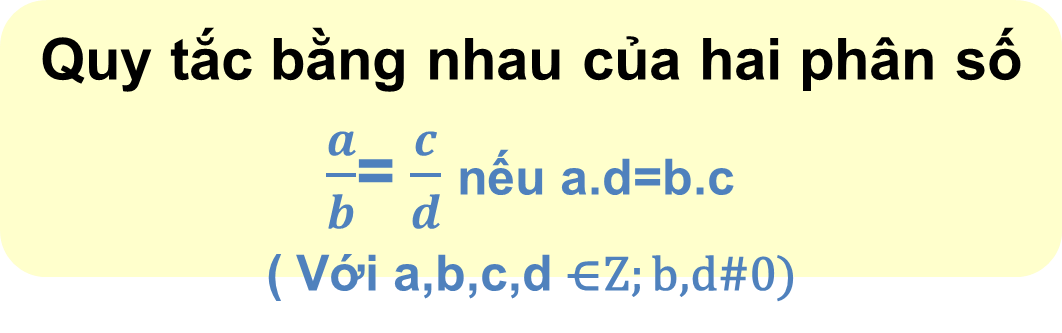 Quy tắc bằng nhau của hai phân số
a/b = c/d nếu a.d=b.c
( Với a,b,c,d ∈Z; b,d#0)